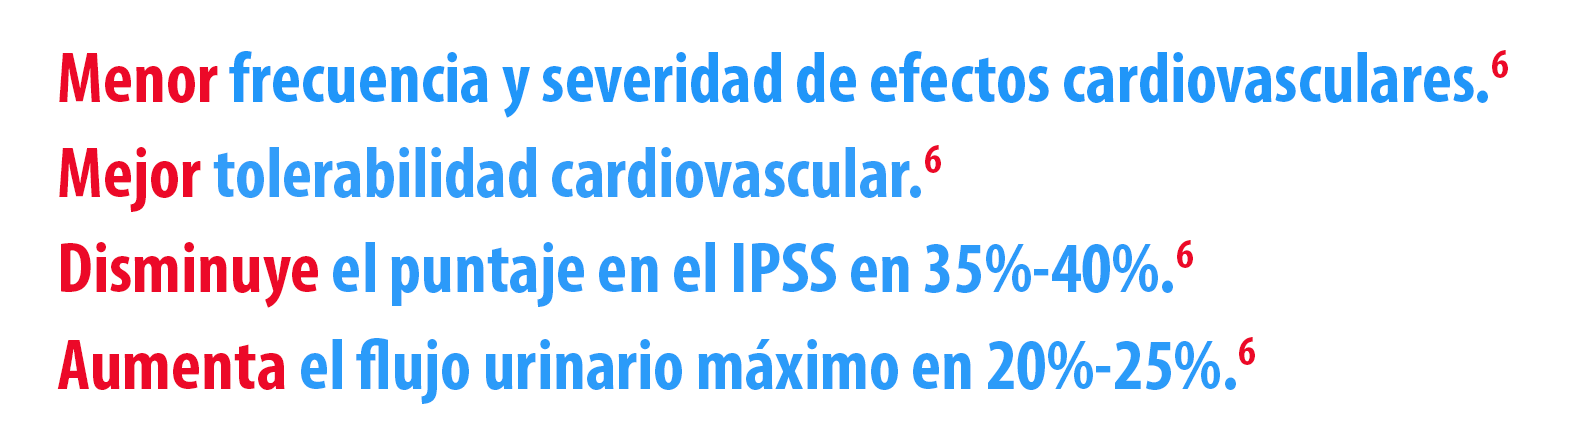 Menor frecuencia y severidad de efectos cardiovasculares.⁶
Mejor tolerabilidad cardiovascular.⁶
Disminuye el puntaje en el IPSS en 35%-40%.⁶
Aumenta el flujo urinario máximo en 20%-25%.⁶